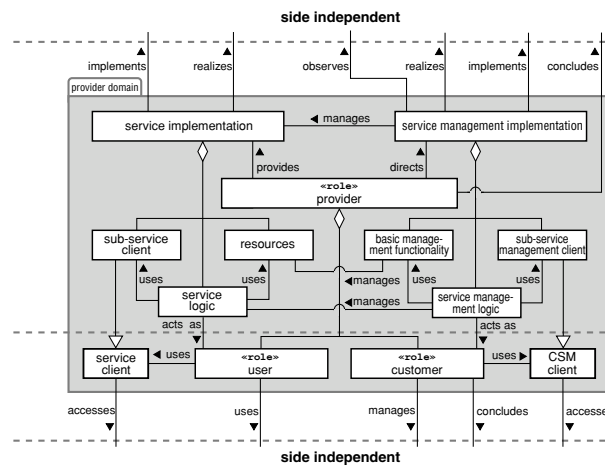 side independent
implements
realizes
observes
realizes
implements
concludes
provider domain
service implementation
manages
service management implementation
provides
directs
«role»
provider
sub-service
client
resources
basic manage-
ment functionality
sub-service
management client
uses
uses
manages
uses
uses
service
logic
manages
service manage-
ment logic
acts as
acts as
service
client
uses
«role»
user
«role»
customer
uses
CSM
client
accesses
uses
manages
concludes
accesse
side independent